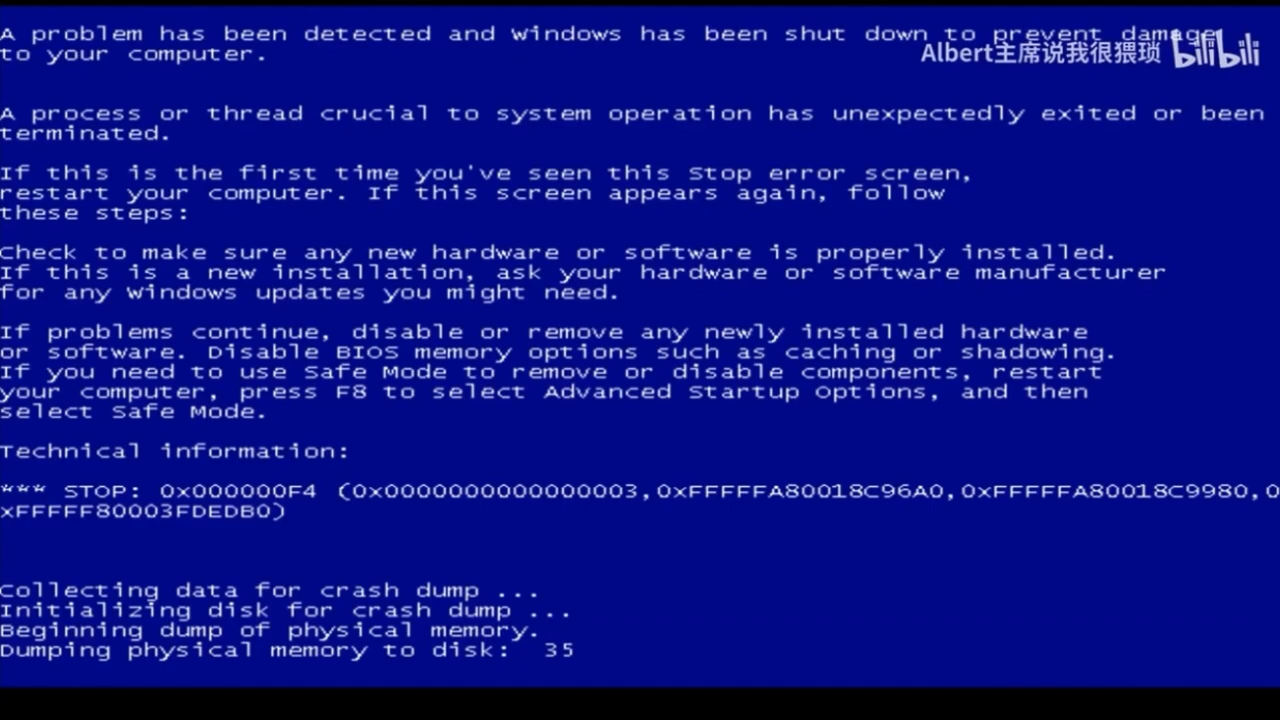 A problem has been detected and Windows has been shut down to prevent damage
to your computer.
Albert主席说我很猥琐 bilibili
A process or thread crucial to system operation has unexpectedly exited or been
terminated.
If this is the first time you've seen this Stop error screen,
restart your computer. If this screen appears again, follow
these steps:
Check to make sure any new hardware or software is properly installed.
If this is a new installation, ask your hardware or software manufacturer
for any Windows updates you might need.
If problems continue, disable or remove any newly installed hardware
or software. Disable BIOS memory options such as caching or shadowing.
If you need to use Safe Mode to remove or disable components, restart
your computer, press F8 to select Advanced Startup Options, and then
select Safe Mode.
Technical information:
*** STOP: 0x000000F4 (0x0000000000000003,0xFFFFFA80018C96A0,0xFFFFFA80018C9980,0
xFFFFF80003FDEDB0)
Collecting data for crash dump ...
Initializing disk for crash dump ...
Beginning dump of physical memory.
Dumping physical memory to disk:  35